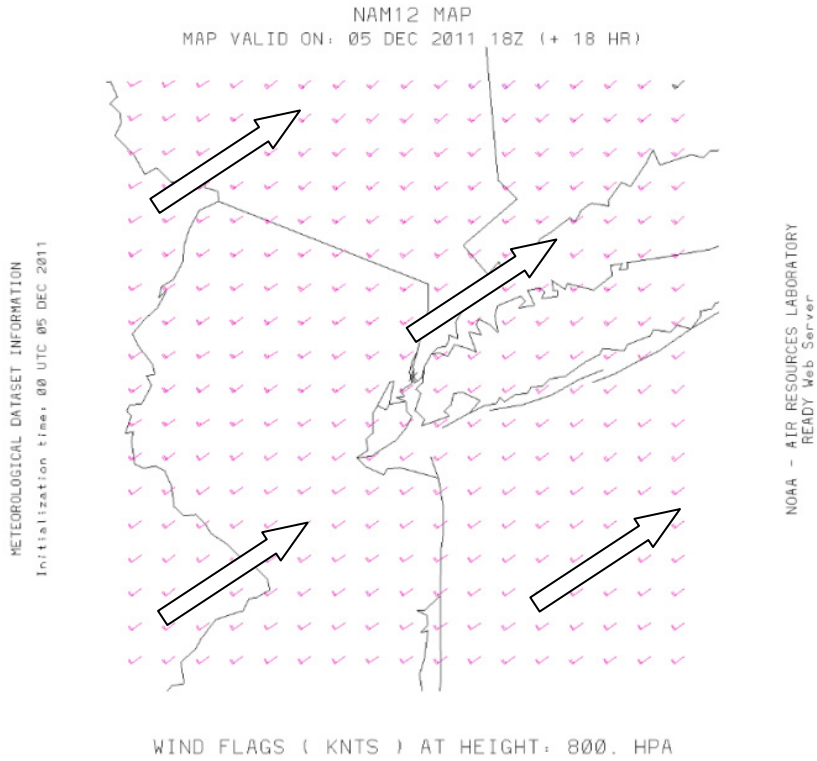 NAM12 MAP
MAP VALID ON: 05 DEC 2011 18Z (+ 18 HR)
METEOROLOGICAL DATASET INFORMATION
Initialization time: 00 UTC 05 DEC 2011
NOAA - AIR RESOURCES LABORATORY
READY Web Server
WIND FLAGS ( KNTS ) AT HEIGHT: 800. HPA